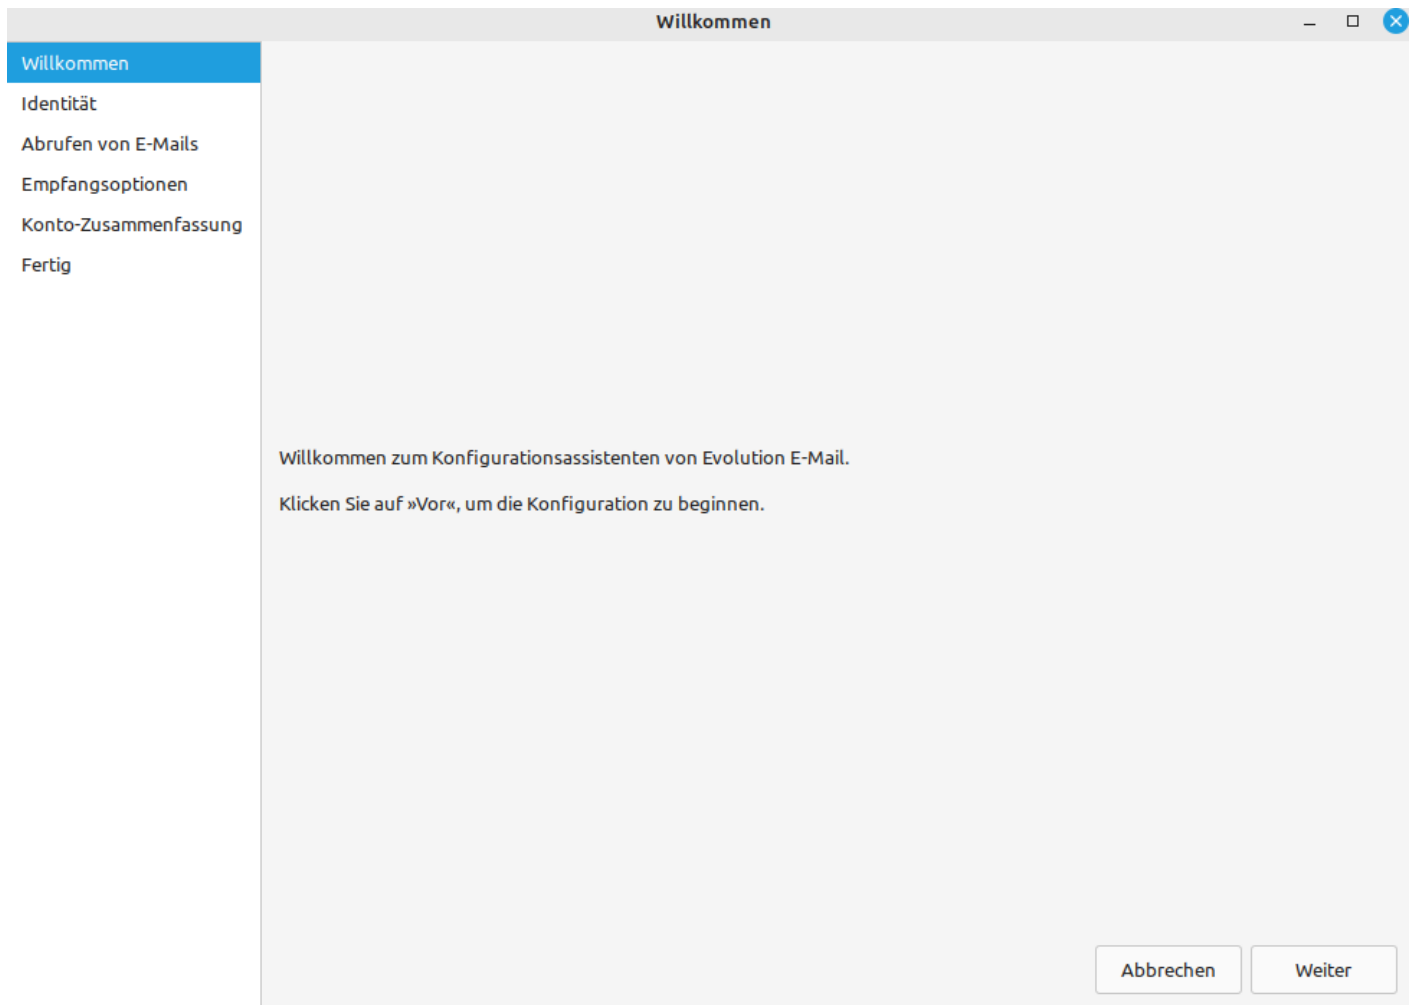 Willkommen
Willkommen
Identität
Abrufen von E-Mails
Empfangsoptionen
Konto-Zusammenfassung
Fertig
Willkommen zum Konfigurationsassistenten von Evolution E-Mail.
Klicken Sie auf »Vor«, um die Konfiguration zu beginnen.
Abbrechen
Weiter